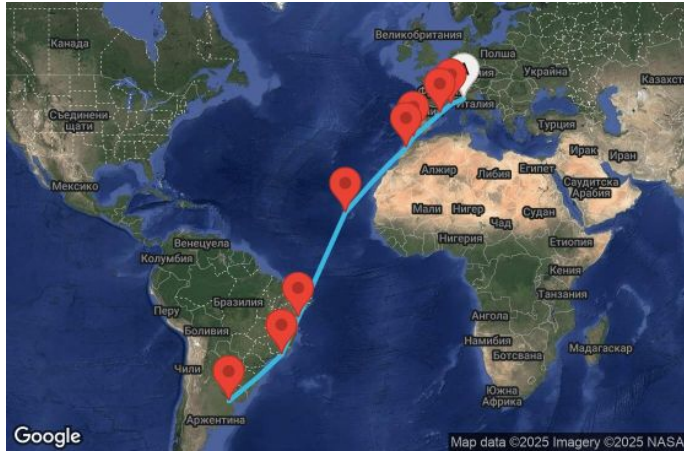 Великобритания
Полша
Канада
Украйна
Казахст
Италия
Съединени
щати
Турция
Ирак
Иран
Алжир
Либия
Египет
Саудитска
Арабия
Мексико
Мали
Нигер
Чад
Судан
Венецуела
Нигерия
Етиопия
Колумбия
Кения
Танзания
Перу
Бразилия
Ангола
Боливия
Намибия
Ботсвана
Мадагаскар
Чили
Южна
Африка
Аржентина
Google
Map data ©2025 Imagery ©2025 NASA